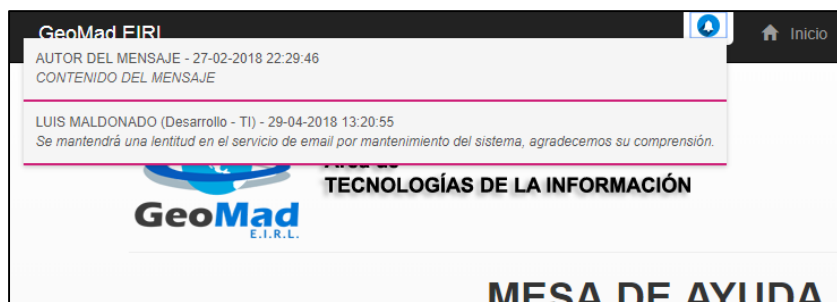 GeoMad EIRL
Inicio
AUTOR DEL MENSAJE - 27-02-2018 22:29:46
CONTENIDO DEL MENSAJE
LUIS MALDONADO (Desarrollo - TI) - 29-04-2018 13:20:55
Se mantendrá una lentitud en el servicio de email por mantenimiento del sistema, agradecemos su comprensión.
TECNOLOGÍAS DE LA INFORMACIÓN
GeoMad
E.I.R.L.
MESA DE AYUDA